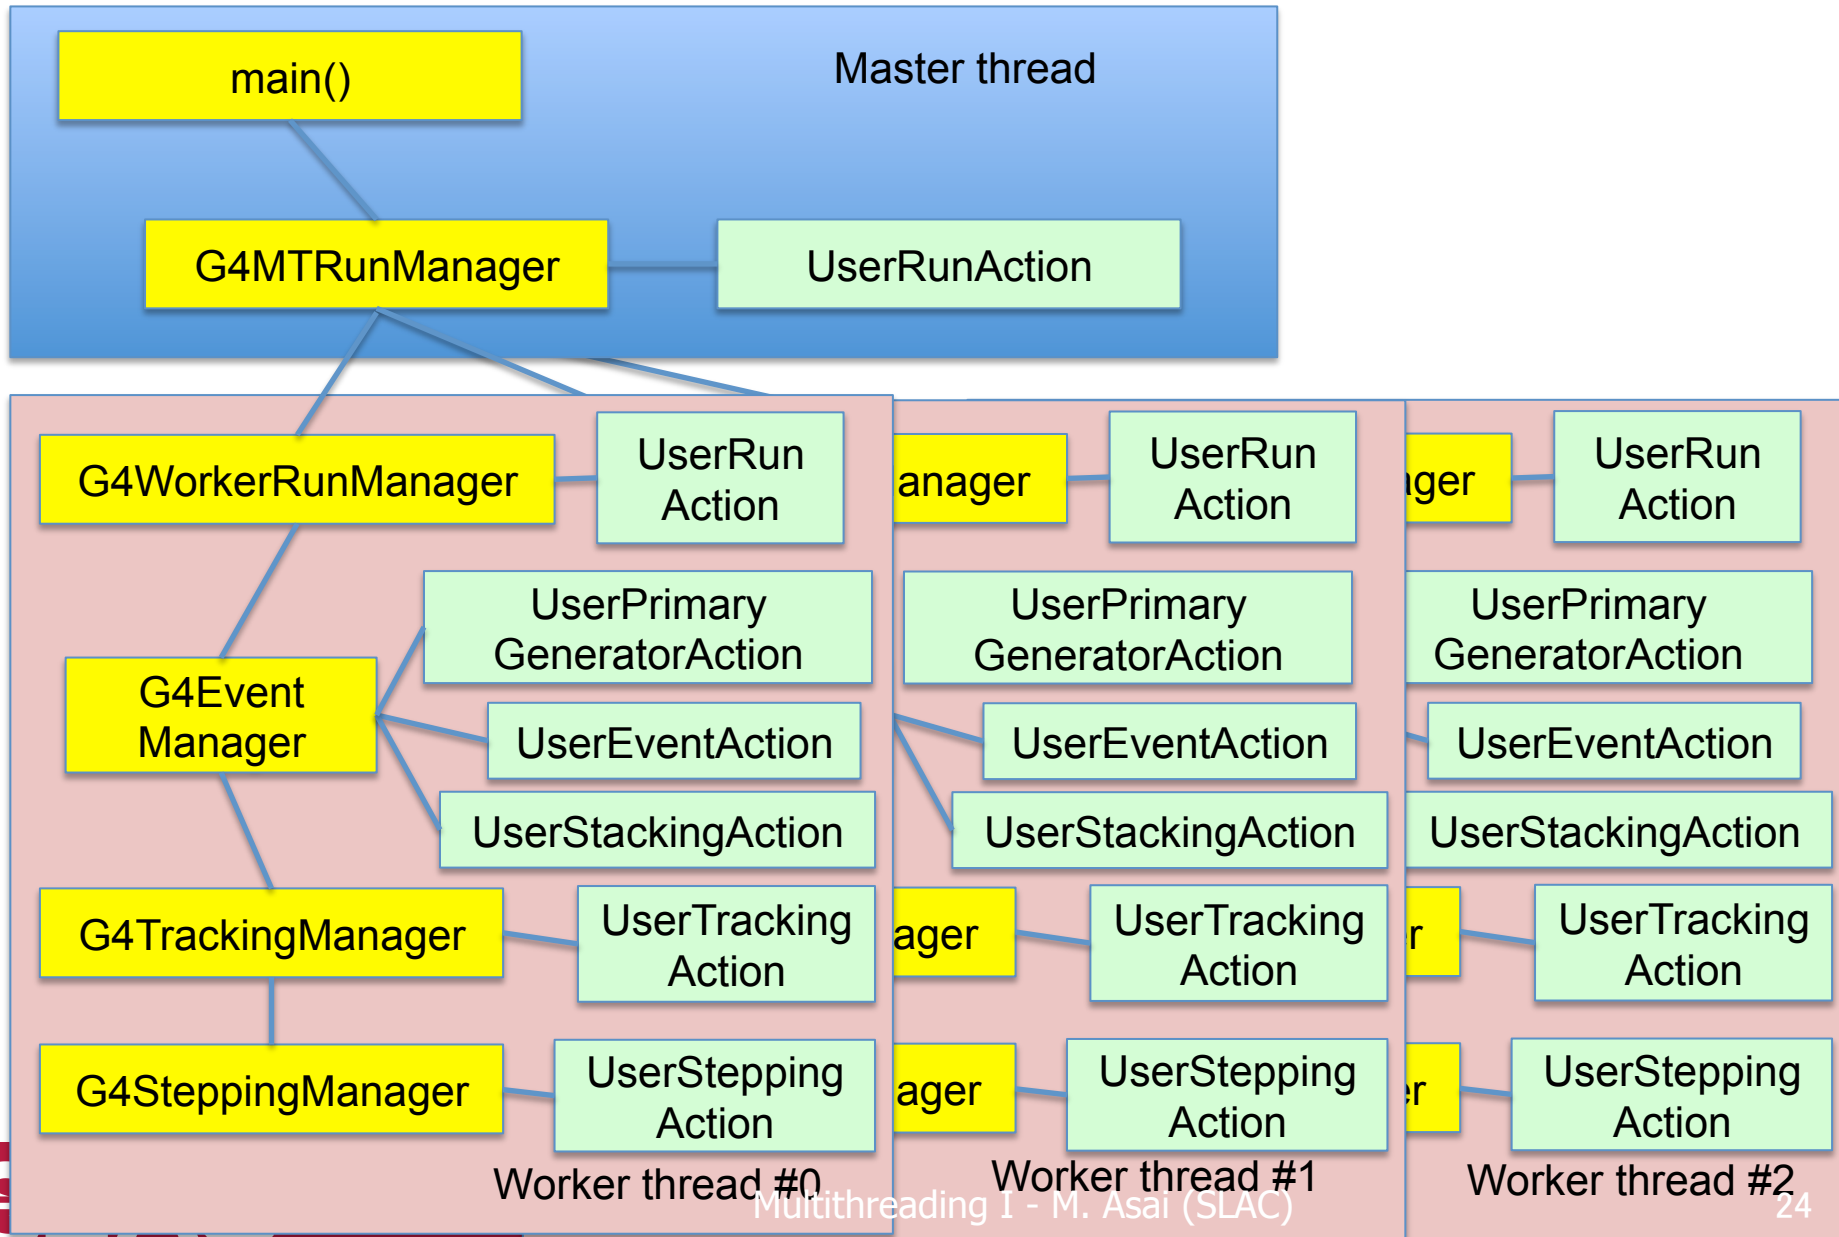 main()
Master thread
G4MTRunManager
UserRunAction
G4WorkerRunManager
UserRun
Action
UserPrimary
GeneratorAction
G4Event
Manager
UserEventAction
UserStackingAction
G4TrackingManager
UserTracking
Action
G4SteppingManager
UserStepping
Action
Worker thread #0
anager
UserRun
Action
UserPrimary
GeneratorAction
UserEventAction
UserStackingAction
ager
UserTracking
Action
ager
UserStepping
Action
Worker thread #1
ager
UserRun
Action
UserPrimary
GeneratorAction
UserEventAction
UserStackingAction
r
UserTracking
Action
er
UserStepping
Action
Worker thread #2
Multithreading I - M. Asai (SLAC)
24